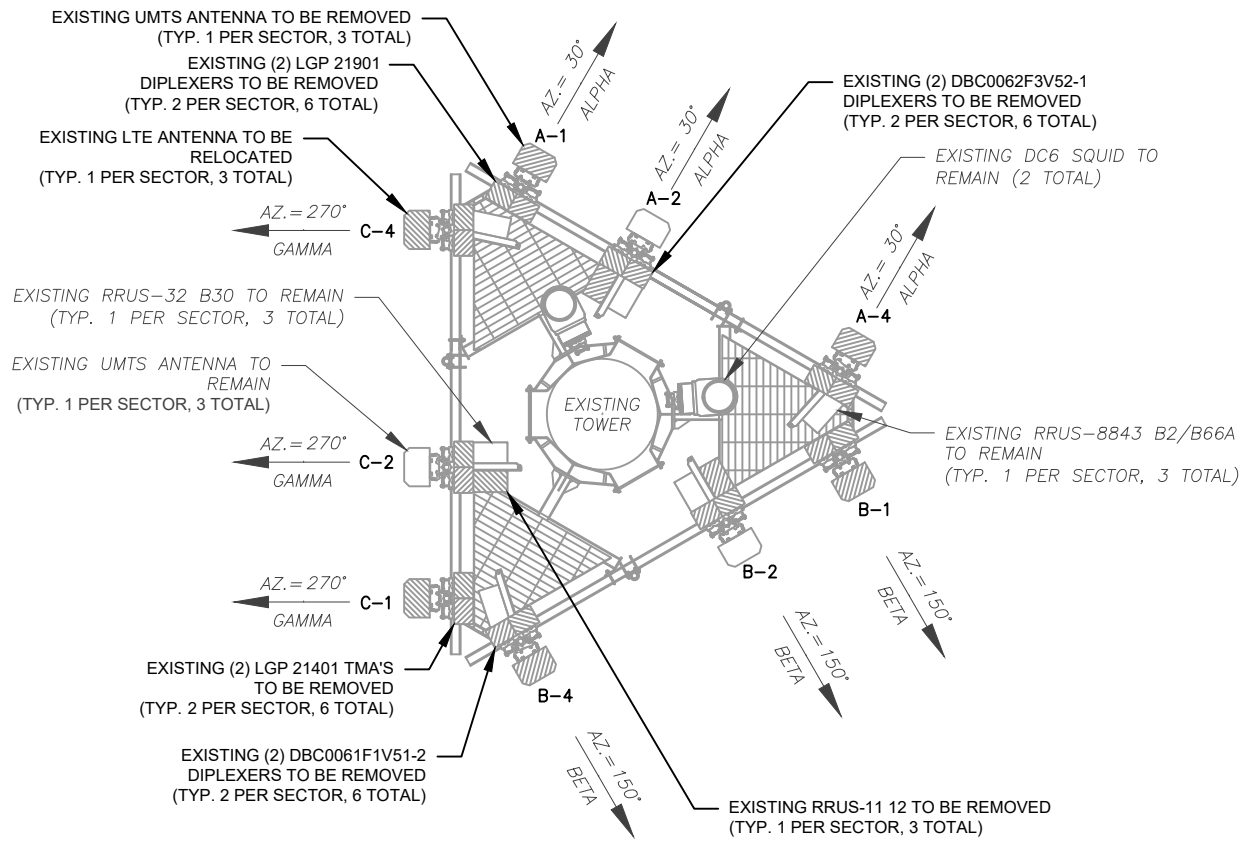 EXISTING UMTS ANTENNA TO BE REMOVED
(TYP. 1 PER SECTOR, 3 TOTAL)
EXISTING (2) LGP 21901
DIPLEXERS TO BE REMOVED
(TYP. 2 PER SECTOR, 6 TOTAL)
EXISTING LTE ANTENNA TO BE
RELOCATED
(TYP. 1 PER SECTOR, 3 TOTAL)
AZ.= 30°
ALPHA
A-1
AZ.= 30°
ALPHA
A-2
EXISTING (2) DBC0062F3V52-1
DIPLEXERS TO BE REMOVED
(TYP. 2 PER SECTOR, 6 TOTAL)
EXISTING DC6 SQUID TO
REMAIN (2 TOTAL)
AZ.= 30°
ALPHA
A-4
AZ.= 270°
GAMMA
C-4
EXISTING RRUS-32 B30 TO REMAIN
(TYP. 1 PER SECTOR, 3 TOTAL)
EXISTING UMTS ANTENNA TO
REMAIN
(TYP. 1 PER SECTOR, 3 TOTAL)
EXISTING
TOWER
AZ.= 270°
GAMMA
C-2
EXISTING RRUS-8843 B2/B66A
TO REMAIN
(TYP. 1 PER SECTOR, 3 TOTAL)
B-1
B-2
AZ.= 150°
BETA
AZ.= 270°
GAMMA
C-1
AZ.= 150°
BETA
B-4
AZ.= 150°
BETA
EXISTING (2) LGP 21401 TMA'S
TO BE REMOVED
(TYP. 2 PER SECTOR, 6 TOTAL)
EXISTING (2) DBC0061F1V51-2
DIPLEXERS TO BE REMOVED
(TYP. 2 PER SECTOR, 6 TOTAL)
EXISTING RRUS-11 12 TO BE REMOVED
(TYP. 1 PER SECTOR, 3 TOTAL)